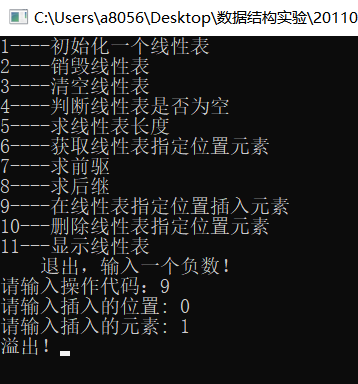 C:\Users\a8056\Desktop\数据结构实验\20110
1----初始化一个线性表
2----销毁线性表
3----清空线性表
4----判断线性表是否为空
5----求线性表长度
6----获取线性表指定位置元素
7----求前驱
8----求后继
9----在线性表指定位置插入元素
10---删除线性表指定位置元素
11---显示线性表
退出，输入一个负数！
请输入操作代码：9
请输入插入的位置：0
请输入插入的元素：1
溢出！